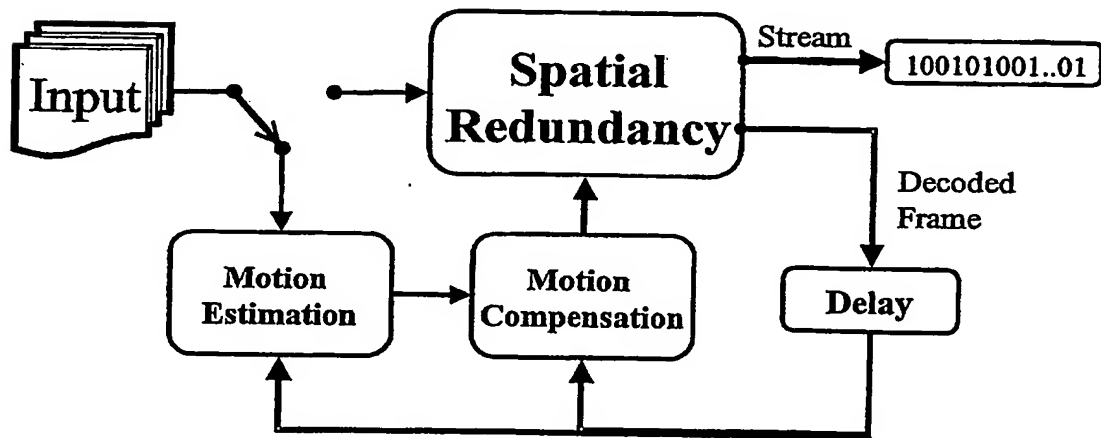 Input
Spatial
Redundancy
Stream
100101001..01
Decoded
Frame
Motion
Estimation
Motion
Compensation
Delay